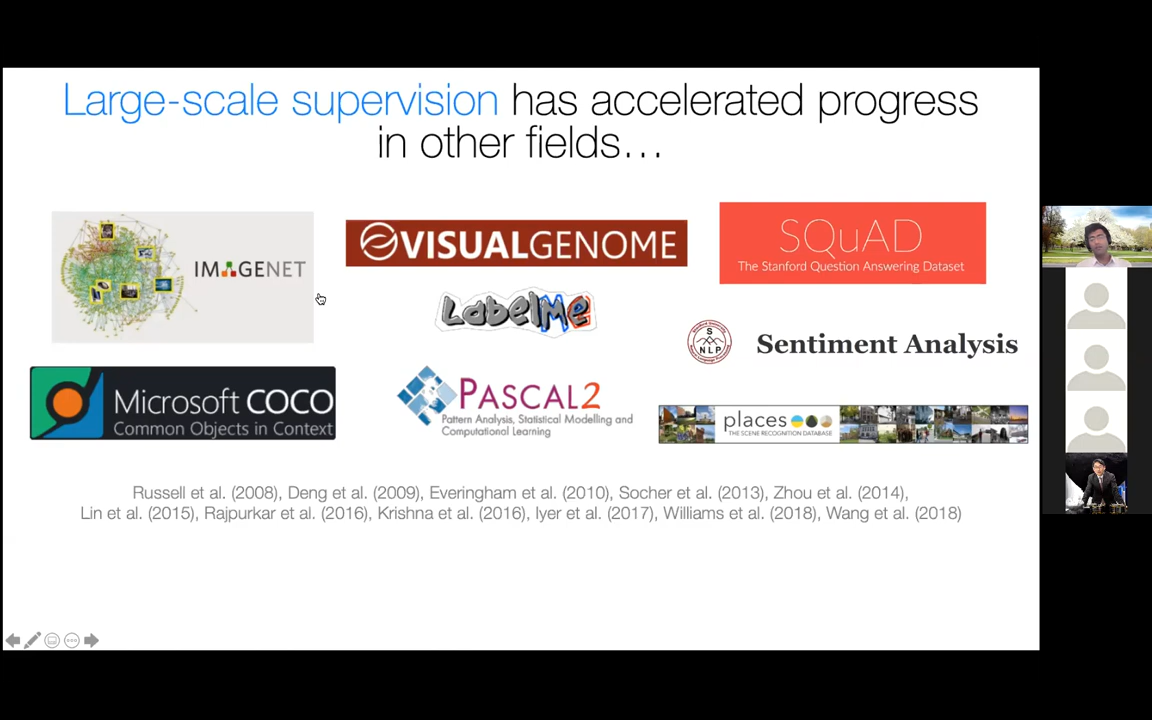 Large-scale supervision has accelerated progress
in other fields...
IMAGENET
VISUALGENOME
SQuAD
The Stanford Question Answering Dataset
LabelMe
S
NLP
Sentiment Analysis
Microsoft COCO
Common Objects in Context
PASCAL2
Pattern Analysis, Statistical Modelling and
Computational Learning
places
THE SCENE RECOGNITION DATABASE
Russell et al. (2008), Deng et al. (2009), Everingham et al. (2010), Socher et al. (2013), Zhou et al. (2014),
Lin et al. (2015), Rajpurkar et al. (2016), Krishna et al. (2016), Iyer et al. (2017), Williams et al. (2018), Wang et al. (2018)